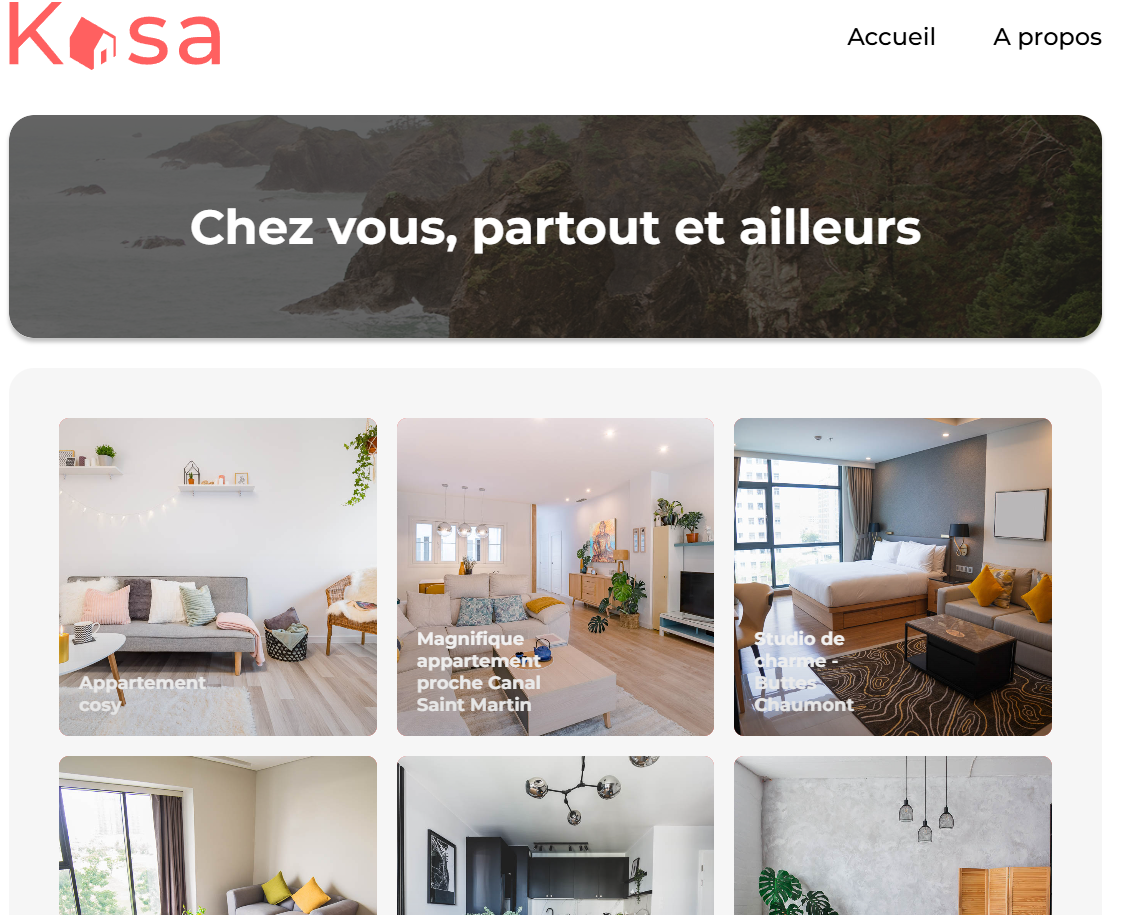 Kasa
Accueil
A propos
Chez vous, partout et ailleurs
Appartement
cosy
Magnifique
appartement
proche Canal
Saint Martin
Studio de
charme -
Buttes
Chaumont